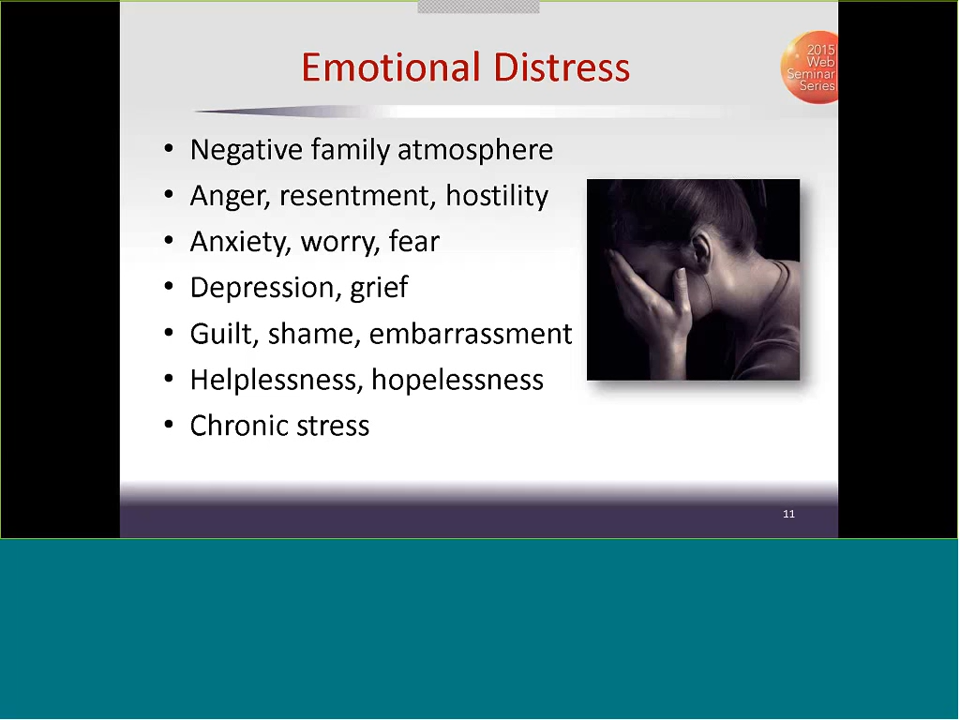 Emotional Distress
2015
Web
Seminar
Series
• Negative family atmosphere
• Anger, resentment, hostility
• Anxiety, worry, fear
• Depression, grief
• Guilt, shame, embarrassment
• Helplessness, hopelessness
• Chronic stress
11